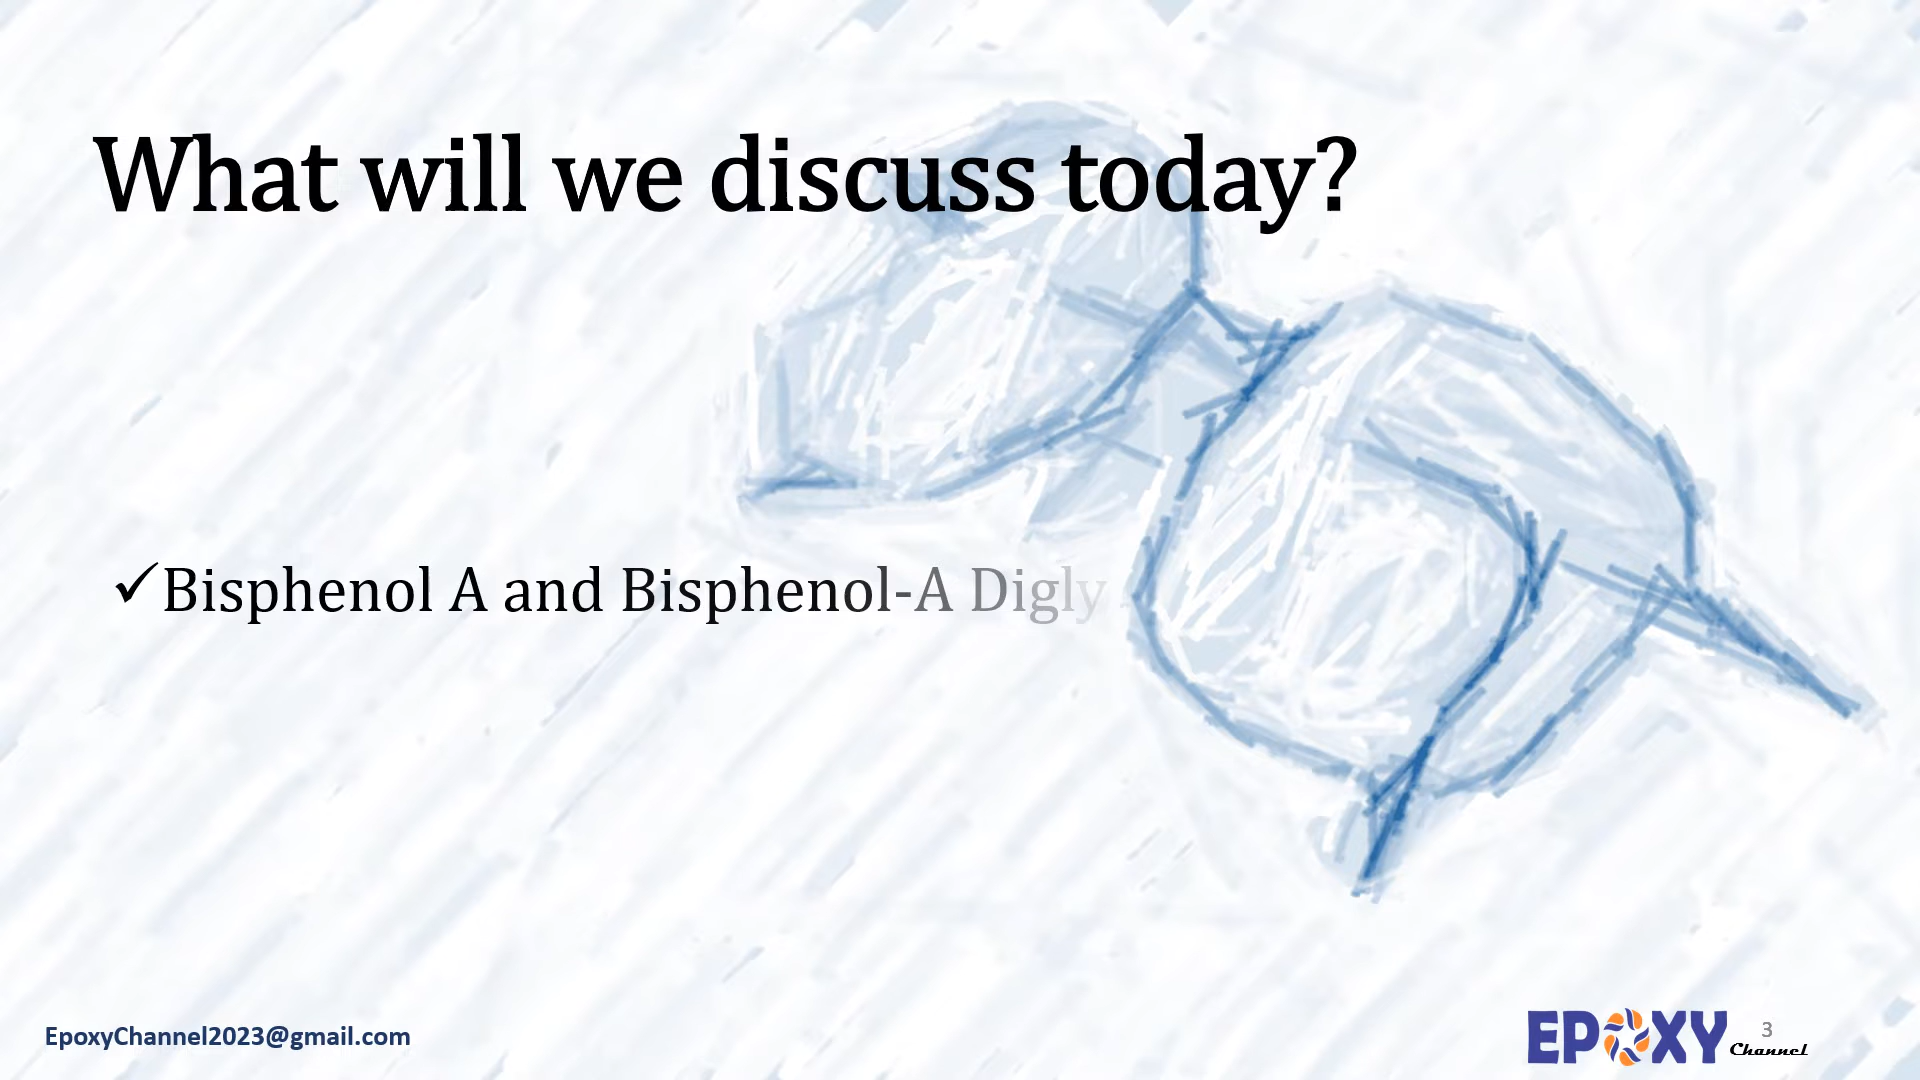 What will we discuss today?
✓Bisphenol A and Bisphenol-A Digly
EpoxyChannel2023@gmail.com
EPOXY Channel
3